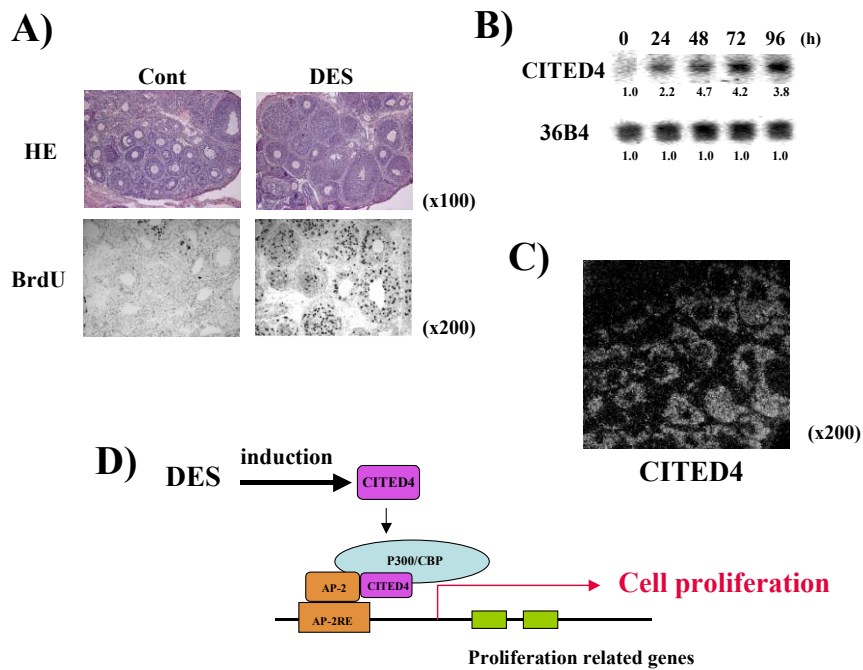 A)
Cont DES
HE
(x100)
BrdU
(x200)
B)
0 24 48 72 96 (h)
CITED4
1.0 2.2 4.7 4.2 3.8
36B4
1.0 1.0 1.0 1.0 1.0
C)
(x200)
CITED4
D)
induction
DES
CITED4
P300/CBP
AP-2
CITED4
Cell proliferation
AP-2RE
Proliferation related genes